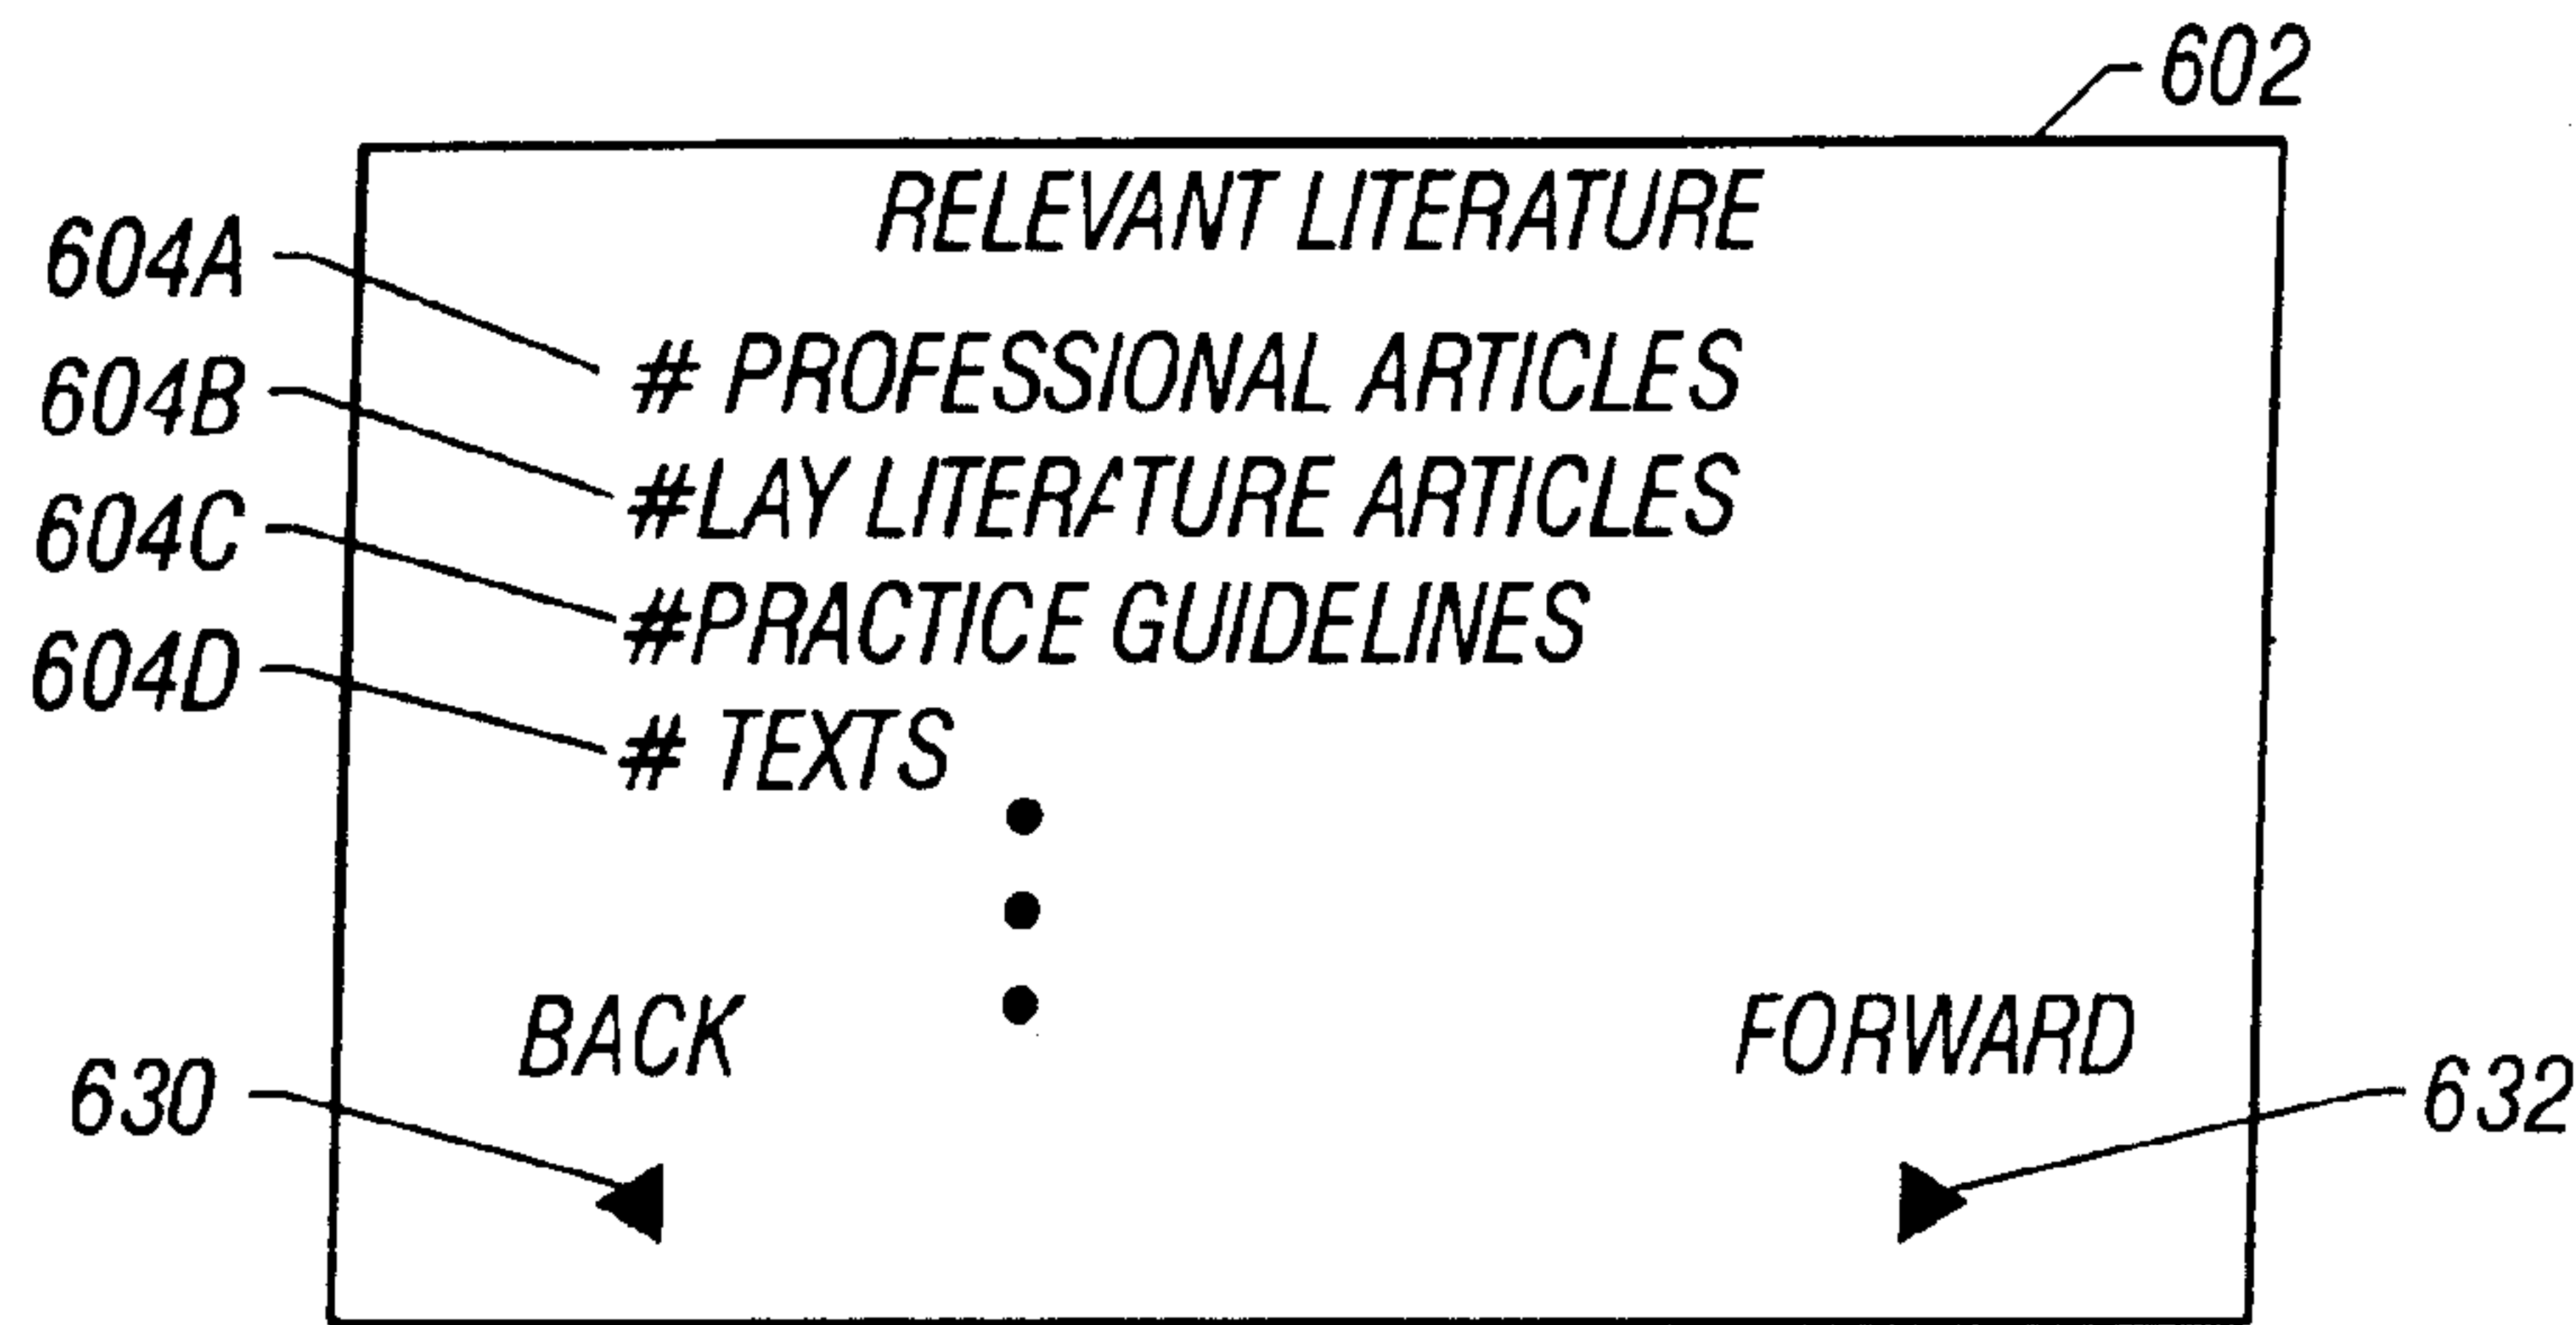 602
RELEVANT LITERATURE
604A
# PROFESSIONAL ARTICLES
604B
#LAY LITERATURE ARTICLES
604C
#PRACTICE GUIDELINES
604D
# TEXTS
BACK
FORWARD
630
632